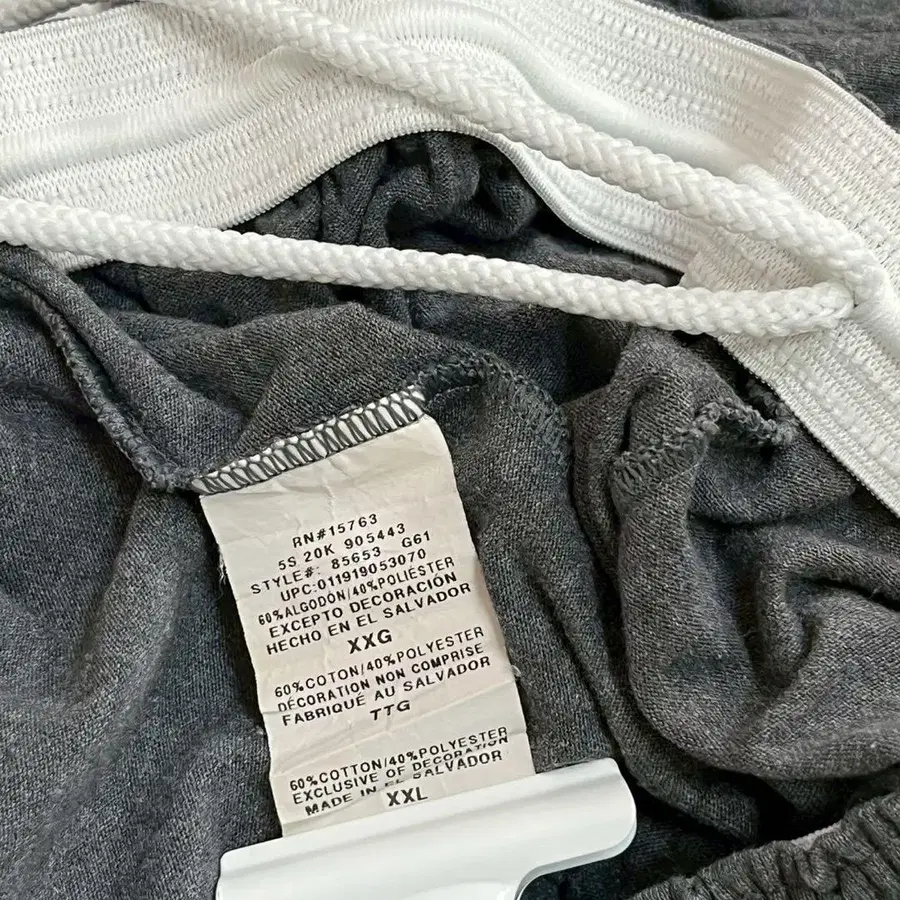 RN#15763
5S 20K 905443
STYLE#: 85653 G61
UPC:011919053070
60%ALGODÓN/40%POLIÉSTER
EXCEPTO DECORACIÓN
HECHO EN EL SALVADOR
XXG
60%COTON/40%POLYESTER
DÉCORATION NON COMPRISE
FABRIQUÉ AU SALVADOR
TTG
60%COTTON/40%POLYESTER
EXCLUSIVE OF DECORATION
MADE IN EL SALVADOR
XXL